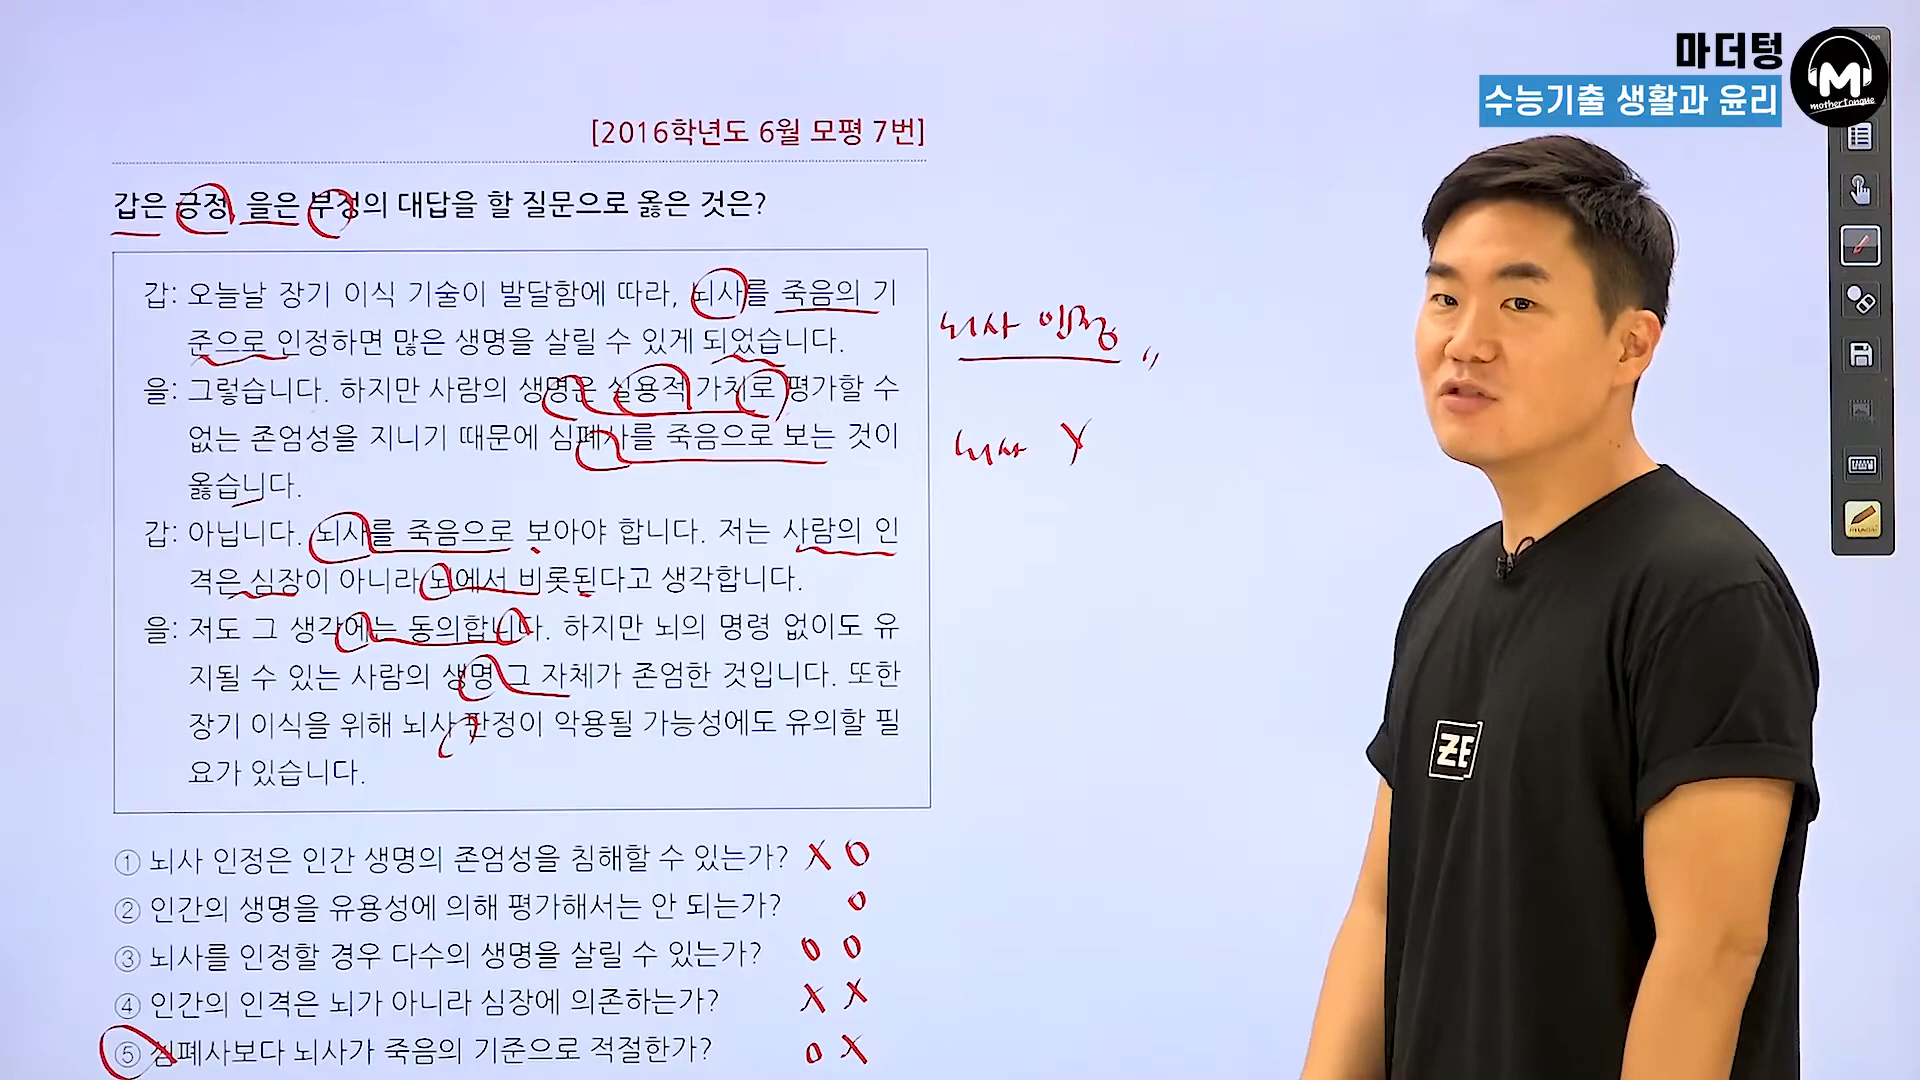 마더텅
수능기출 생활과 윤리
M
mothertongue
[2016학년도 6월 모평 7번]
갑은 긍정, 을은 부정의 대답을 할 질문으로 옳은 것은?
갑: 오늘날 장기 이식 기술이 발달함에 따라, 뇌사를 죽음의 기
준으로 인정하면 많은 생명을 살릴 수 있게 되었습니다.
뇌사 인정
을: 그렇습니다. 하지만 사람의 생명은 실용적 가치로 평가할 수
없는 존엄성을 지니기 때문에 심폐사를 죽음으로 보는 것이
뇌사 X
옳습니다.
갑: 아닙니다. 뇌사를 죽음으로 보아야 합니다. 저는 사람의 인
격은 심장이 아니라 뇌에서 비롯된다고 생각합니다.
을: 저도 그 생각에는 동의합니다. 하지만 뇌의 명령 없이도 유
지될 수 있는 사람의 생명 그 자체가 존엄한 것입니다. 또한
장기 이식을 위해 뇌사 판정이 악용될 가능성에도 유의할 필
요가 있습니다.
① 뇌사 인정은 인간 생명의 존엄성을 침해할 수 있는가? X O
② 인간의 생명을 유용성에 의해 평가해서는 안 되는가? O
③ 뇌사를 인정할 경우 다수의 생명을 살릴 수 있는가? O O
④ 인간의 인격은 뇌가 아니라 심장에 의존하는가? X X
⑤ 심폐사보다 뇌사가 죽음의 기준으로 적절한가? O X
ZE